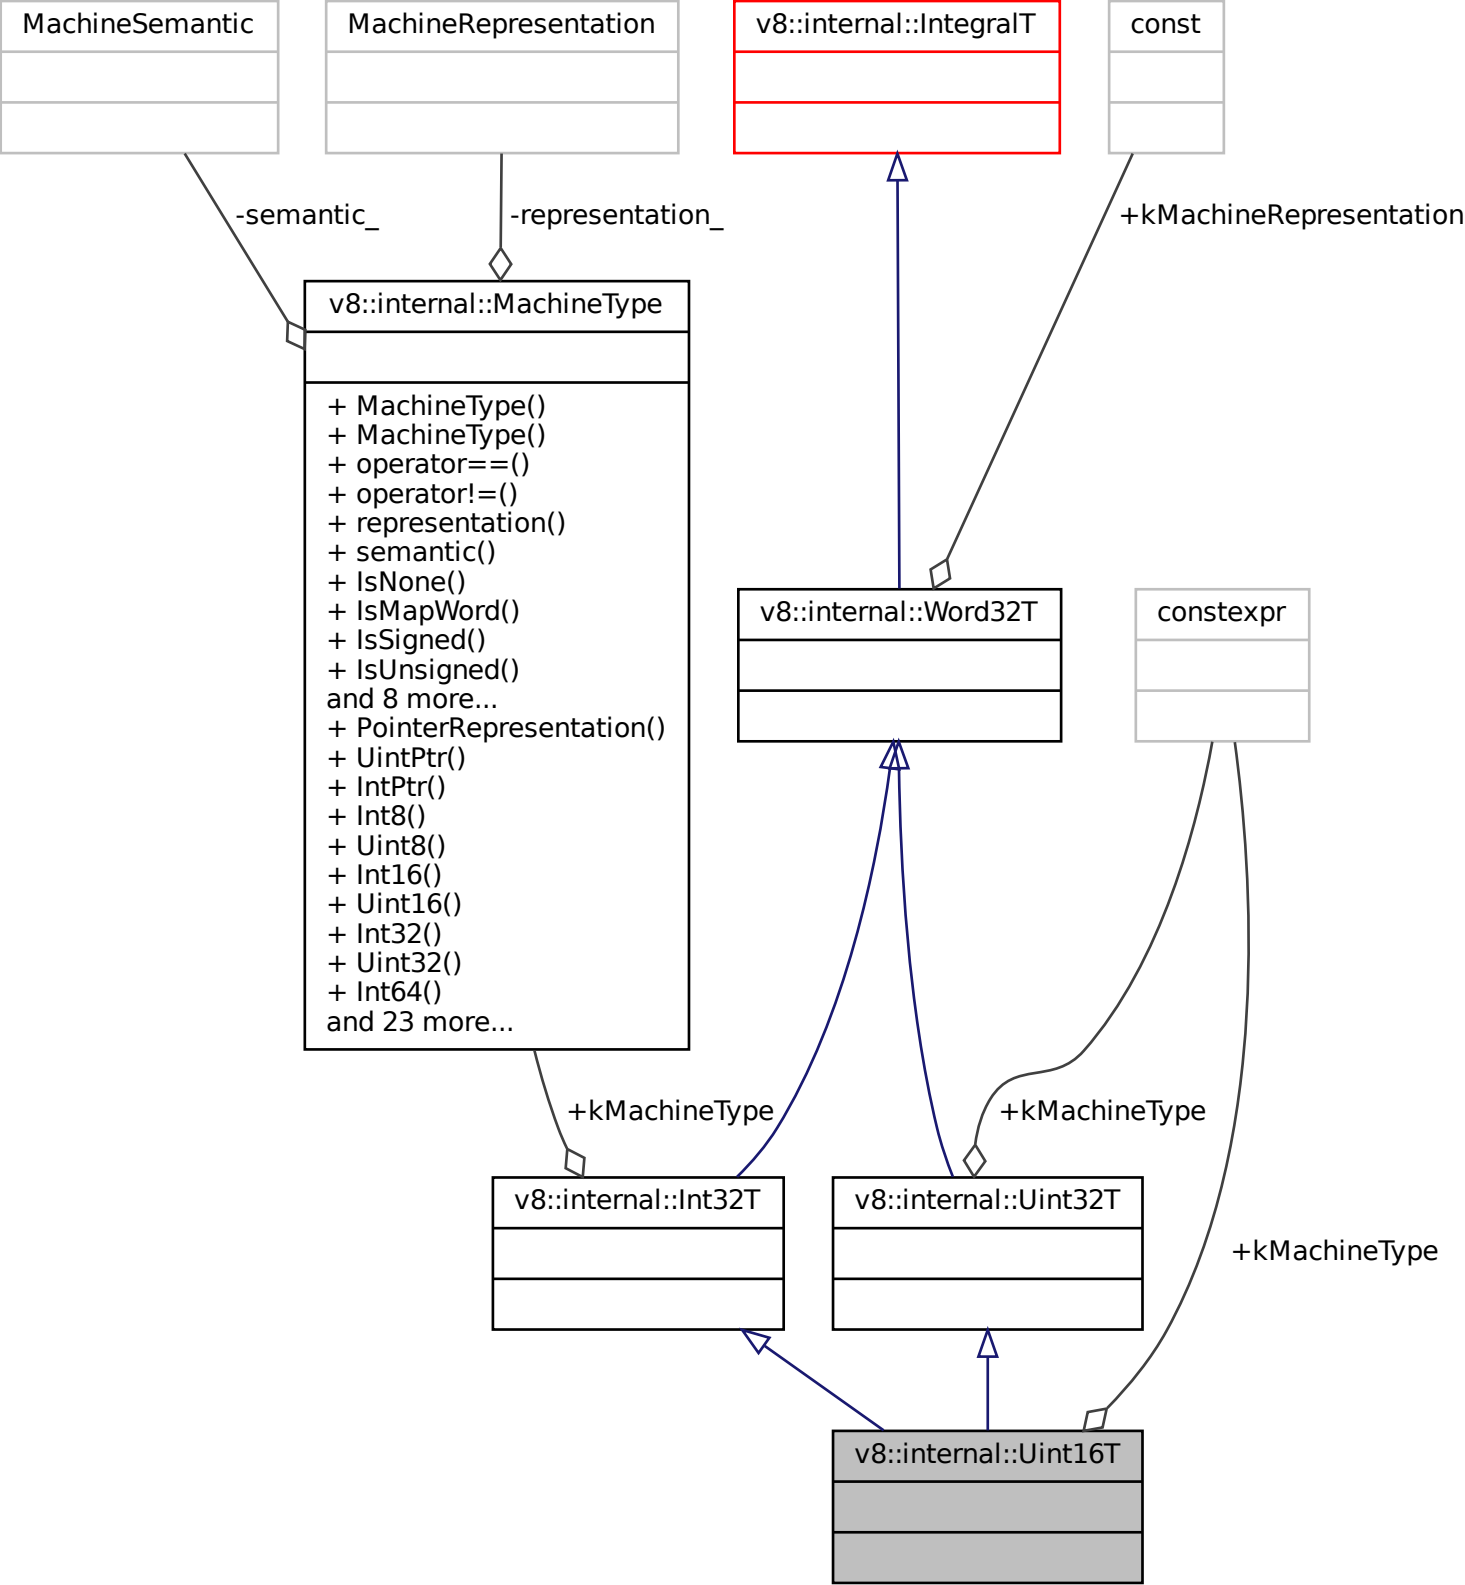 MachineSemantic
MachineRepresentation
v8::internal::IntegralT
const
-semantic_
-representation_
+kMachineRepresentation
v8::internal::MachineType
+ MachineType()
+ MachineType()
+ operator==()
+ operator!=()
+ representation()
+ semantic()
+ IsNone()
+ IsMapWord()
+ IsSigned()
+ IsUnsigned()
and 8 more...
+ PointerRepresentation()
+ UintPtr()
+ IntPtr()
+ Int8()
+ Uint8()
+ Int16()
+ Uint16()
+ Int32()
+ Uint32()
+ Int64()
and 23 more...
v8::internal::Word32T
constexpr
+kMachineType
+kMachineType
v8::internal::Int32T
v8::internal::Uint32T
+kMachineType
v8::internal::Uint16T